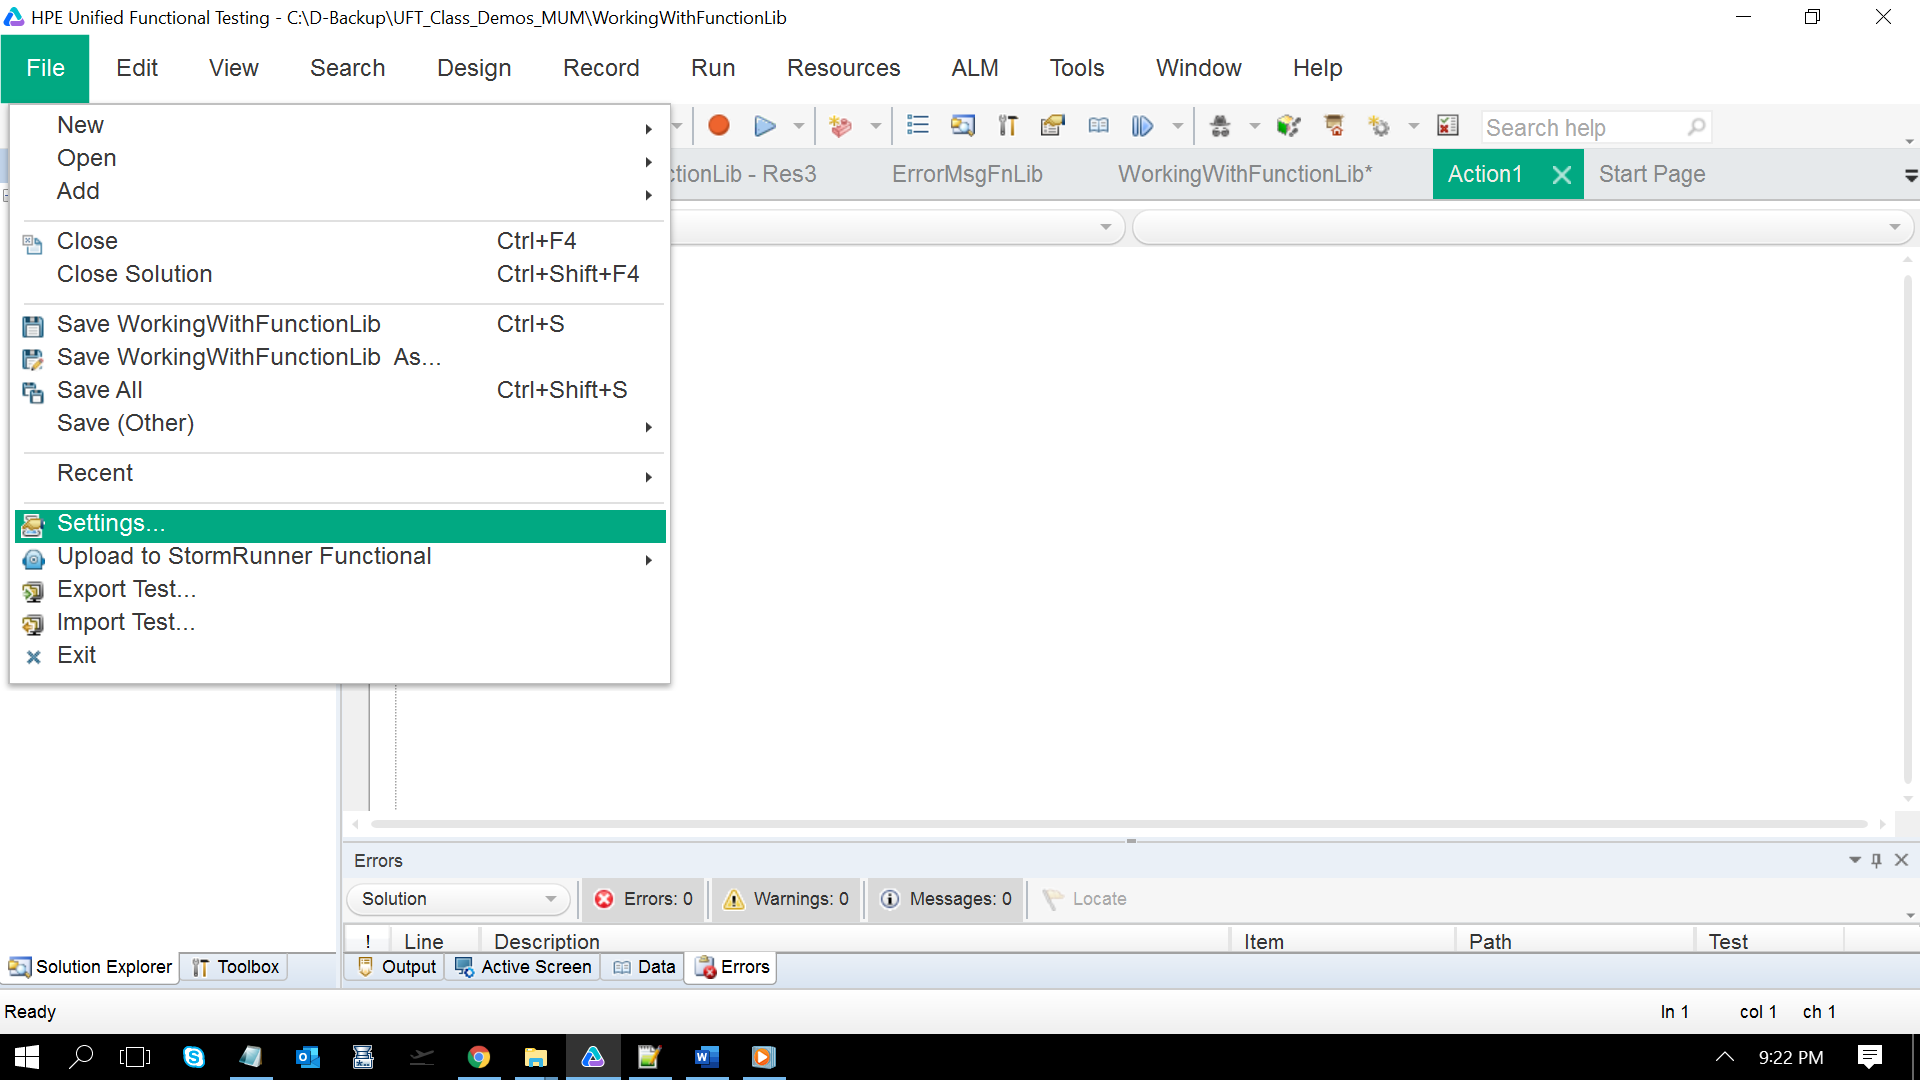 HPE Unified Functional Testing - C:\D-Backup\UFT_Class_Demos_MUM\WorkingWithFunctionLib
File Edit View Search Design Record Run Resources ALM Tools Window Help
Search help
ctionLib - Res3 ErrorMsgFnLib WorkingWithFunctionLib* Action1 Start Page
New
Open
Add
Close Ctrl+F4
Close Solution Ctrl+Shift+F4
Save WorkingWithFunctionLib Ctrl+S
Save WorkingWithFunctionLib As...
Save All Ctrl+Shift+S
Save (Other)
Recent
Settings...
Upload to StormRunner Functional
Export Test...
Import Test...
Exit
Errors
Solution Errors: 0 Warnings: 0 Messages: 0 Locate
! Line Description Item Path Test
Solution Explorer Toolbox Output Active Screen Data Errors
Ready ln 1 col 1 ch 1
9:22 PM